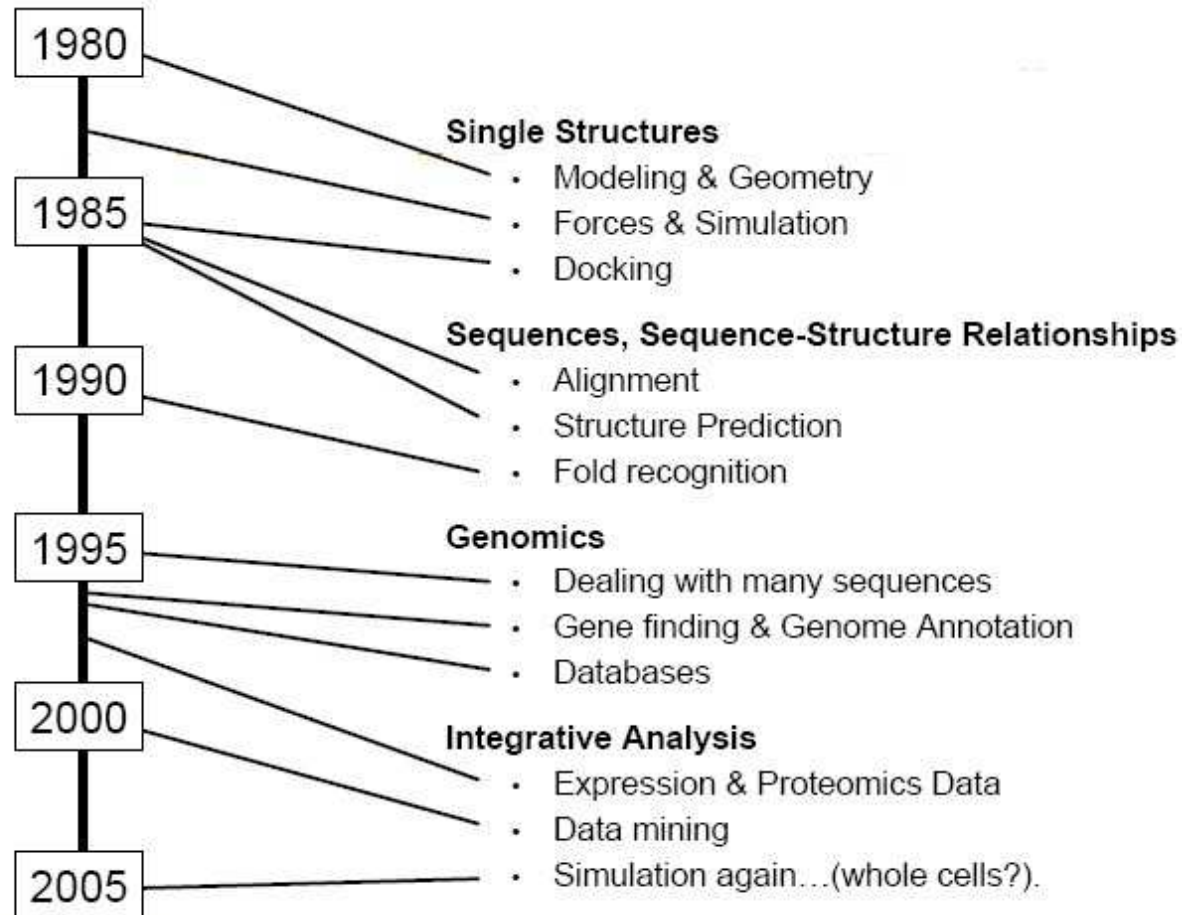 1980
Single Structures
· Modeling & Geometry
· Forces & Simulation
1985
· Docking
Sequences, Sequence-Structure Relationships
1990
· Alignment
· Structure Prediction
· Fold recognition
1995
Genomics
· Dealing with many sequences
· Gene finding & Genome Annotation
· Databases
2000
Integrative Analysis
· Expression & Proteomics Data
· Data mining
2005
· Simulation again…(whole cells?).